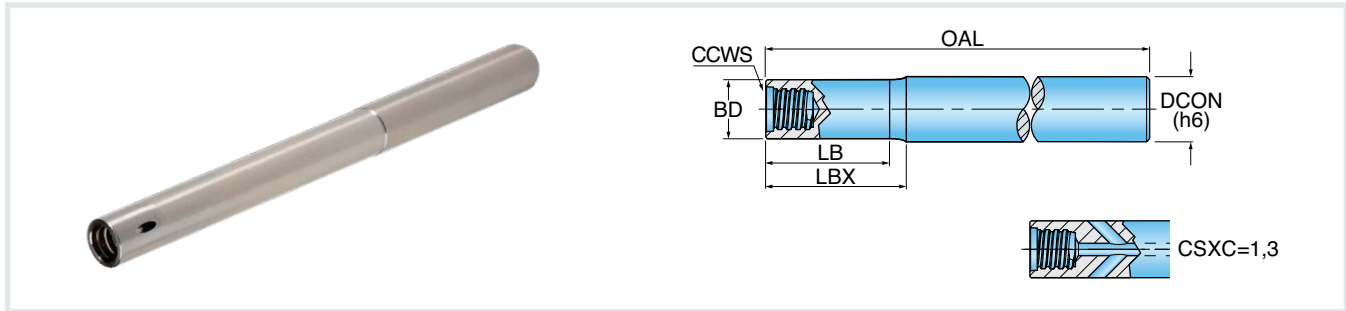 OAL
CCWS
BD
DCON
(h6)
LB
LBX
CSXC=1,3